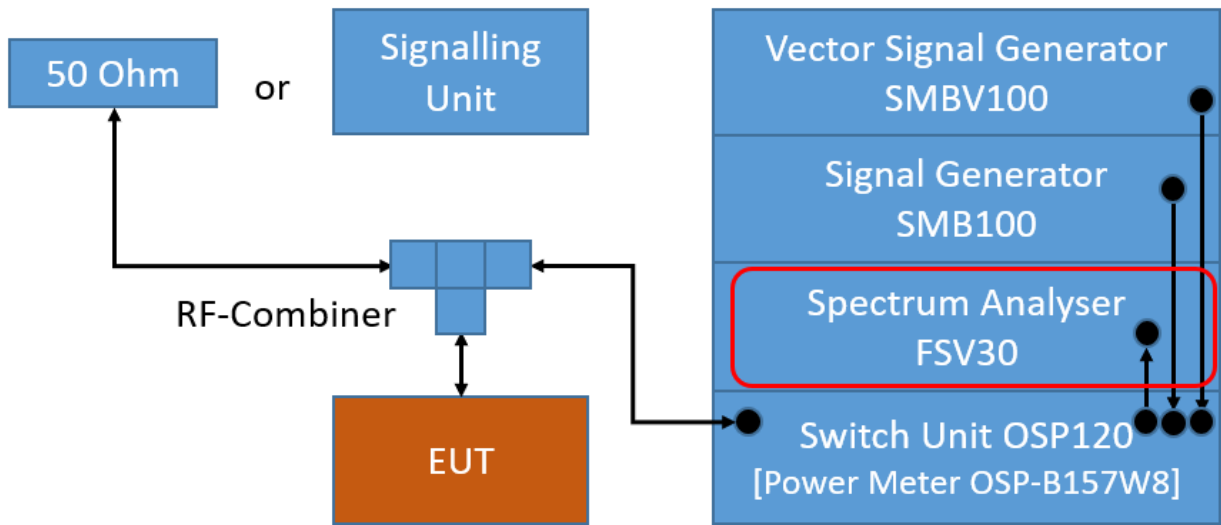 50 Ohm
or
Signalling
Unit
RF-Combiner
EUT
Vector Signal Generator
SMBV100
Signal Generator
SMB100
Spectrum Analyser
FSV30
Switch Unit OSP120
[Power Meter OSP-B157W8]